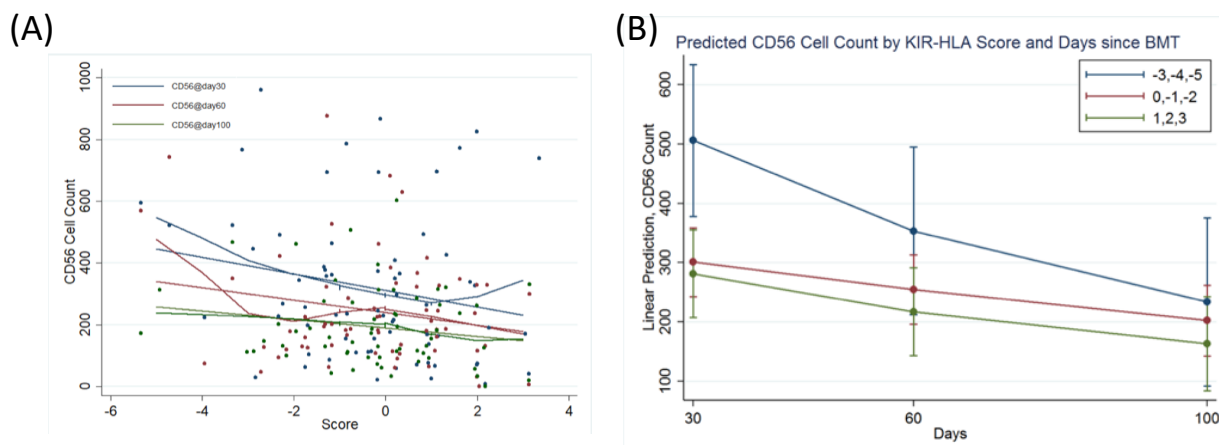 (A)
CD56 Cell Count
1000
800
600
400
200
0
CD56@day30
CD56@day60
CD56@day100
-6
-4
-2
0
2
4
Score
(B)
Predicted CD56 Cell Count by KIR-HLA Score and Days since BMT
Linear Prediction, CD56 Count
600
500
400
300
200
100
-3,-4,-5
0,-1,-2
1,2,3
30
60
100
Days